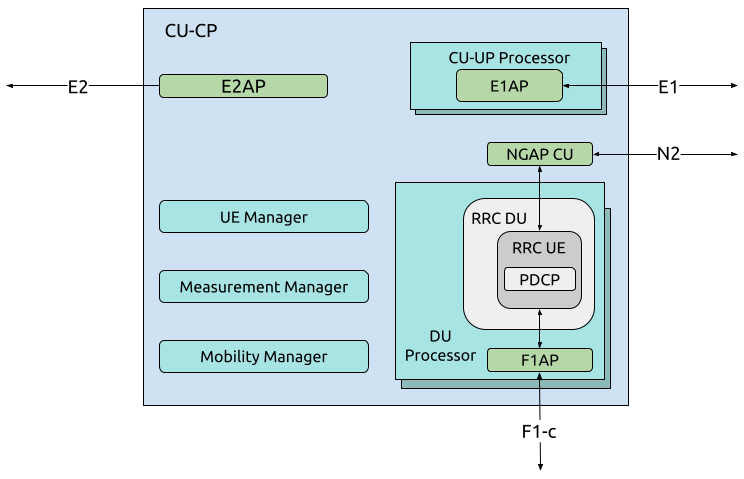 CU-CP
CU-UP Processor
E2
E2AP
E1AP
E1
NGAP CU
N2
UE Manager
RRC DU
RRC UE
PDCP
Measurement Manager
DU
Processor
Mobility Manager
F1AP
F1-c